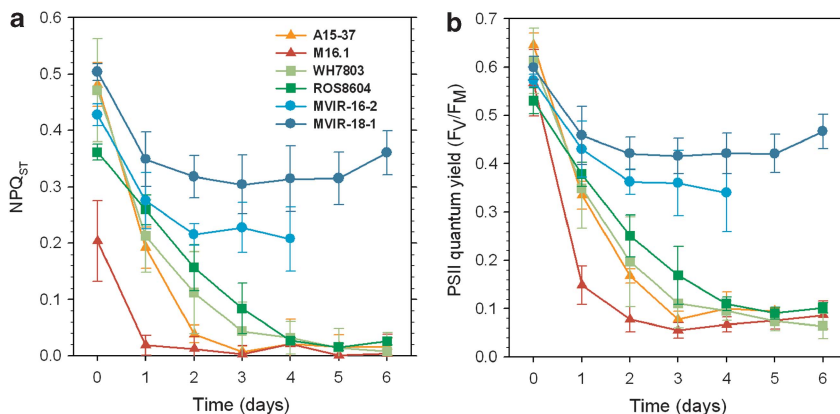 a
NPQST
0.6
0.5
0.4
0.3
0.2
0.1
0.0
A15-37
M16.1
WH7803
ROS8604
MVIR-16-2
MVIR-18-1
0 1 2 3 4 5 6
Time (days)
b
PSII quantum yield (FV/FM)
0.7
0.6
0.5
0.4
0.3
0.2
0.1
0.0
0 1 2 3 4 5 6
Time (days)